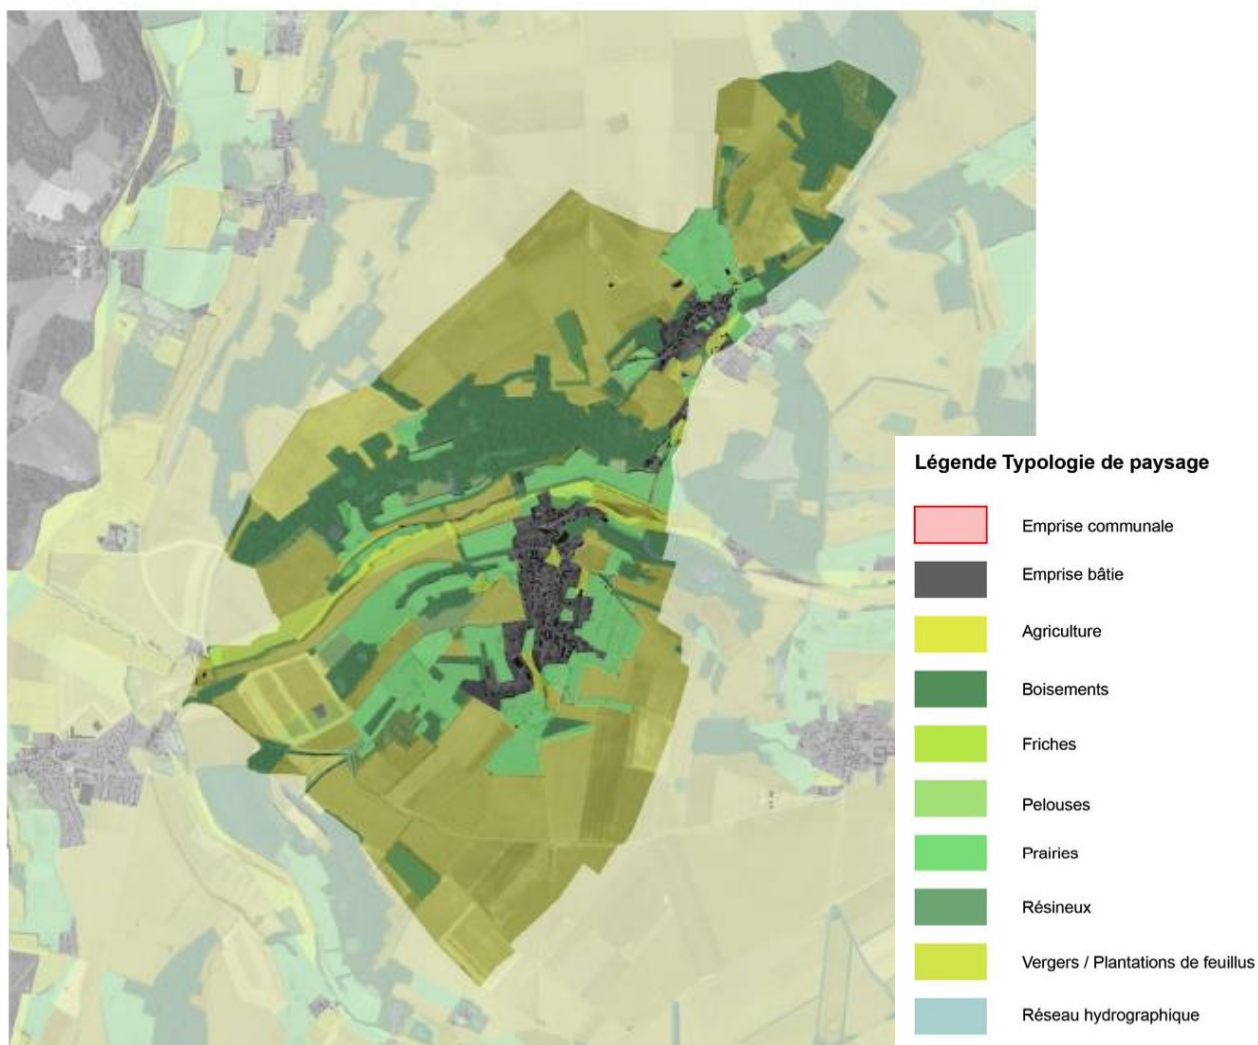 Légende Typologie de paysage
Emprise communale
Emprise bâtie
Agriculture
Boisements
Friches
Pelouses
Prairies
Résineux
Vergers / Plantations de feuillus
Réseau hydrographique